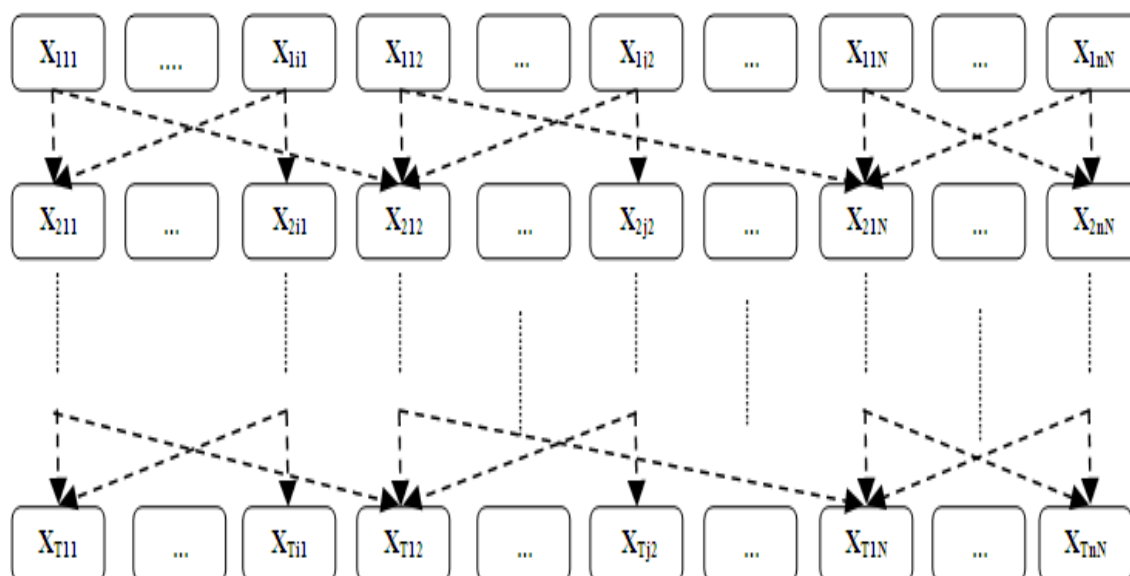 X111 .... X1i1 X112 ... X1j2 ... X11N ... X1nN
X211 ... X2i1 X212 ... X2j2 ... X21N ... X2nN
XT11 ... XTi1 XT12 ... XTj2 ... XT1N ... XTnN